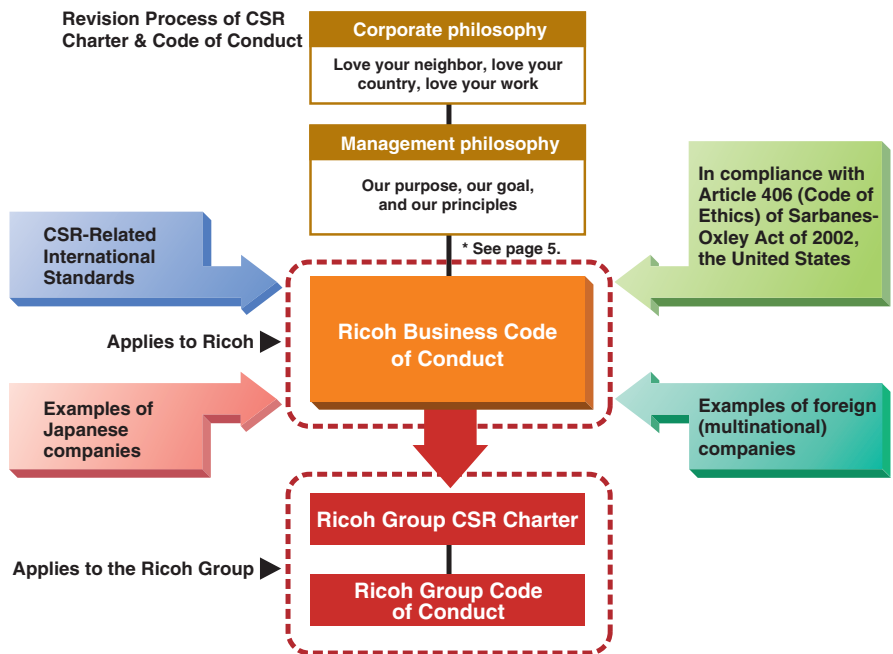 Revision Process of CSR
Charter & Code of Conduct
Corporate philosophy
Love your neighbor, love your
country, love your work
Management philosophy
Our purpose, our goal,
and our principles
* See page 5.
CSR-Related
International
Standards
In compliance with
Article 406 (Code of
Ethics) of Sarbanes-
Oxley Act of 2002,
the United States
Applies to Ricoh
Ricoh Business Code
of Conduct
Examples of
Japanese
companies
Examples of foreign
(multinational)
companies
Ricoh Group CSR Charter
Applies to the Ricoh Group
Ricoh Group Code
of Conduct